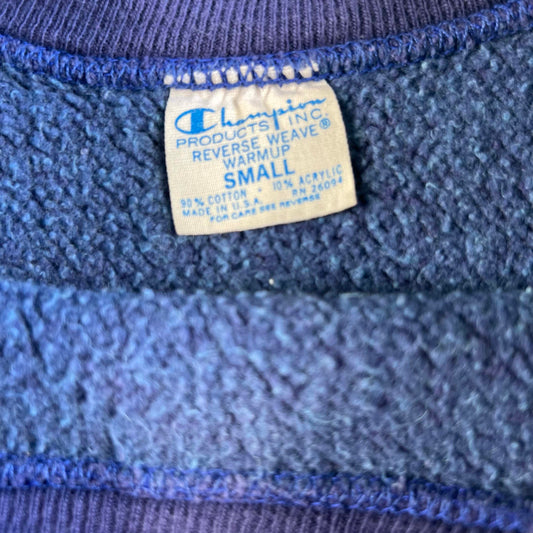 Champion
PRODUCTS INC.
REVERSE WEAVE®
WARMUP
SMALL
90% COTTON · 10% ACRYLIC
MADE IN U.S.A. RN 26094
FOR CARE SEE REVERSE